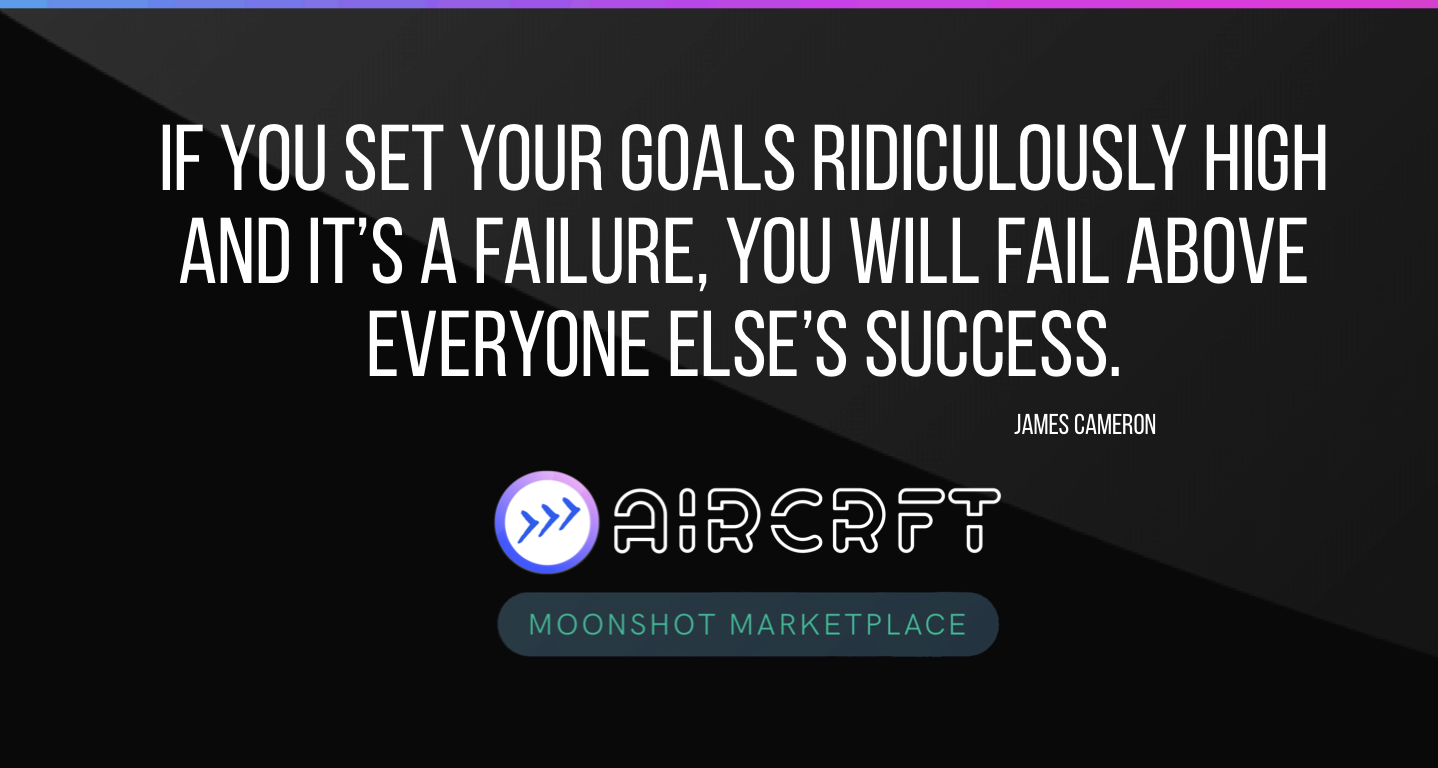 IF YOU SET YOUR GOALS RIDICULOUSLY HIGH
AND IT’S A FAILURE, YOU WILL FAIL ABOVE
EVERYONE ELSE’S SUCCESS.
JAMES CAMERON
AIRCRFT
MOONSHOT MARKETPLACE